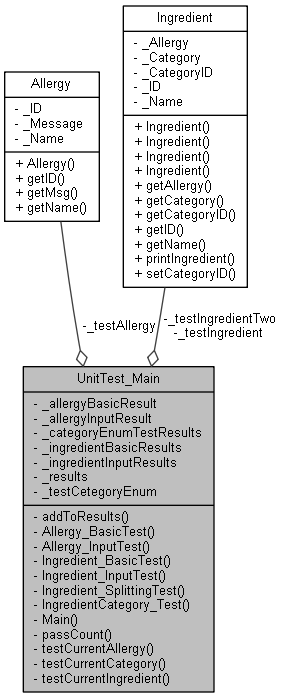 Ingredient
- _Allergy
- _Category
- _CategoryID
- _ID
- _Name
+ Ingredient()
+ Ingredient()
+ Ingredient()
+ Ingredient()
+ getAllergy()
+ getCategory()
+ getCategoryID()
+ getID()
+ getName()
+ printIngredient()
+ setCategoryID()
Allergy
- _ID
- _Message
- _Name
+ Allergy()
+ getID()
+ getMsg()
+ getName()
-_testAllergy
-_testIngredientTwo
-_testIngredient
UnitTest_Main
- _allergyBasicResult
- _allergyInputResult
- _categoryEnumTestResults
- _ingredientBasicResults
- _ingredientInputResults
- _results
- _testCetegoryEnum
- addToResults()
- Allergy_BasicTest()
- Allergy_InputTest()
- Ingredient_BasicTest()
- Ingredient_InputTest()
- Ingredient_SplittingTest()
- IngredientCategory_Test()
- Main()
- passCount()
- testCurrentAllergy()
- testCurrentCategory()
- testCurrentIngredient()